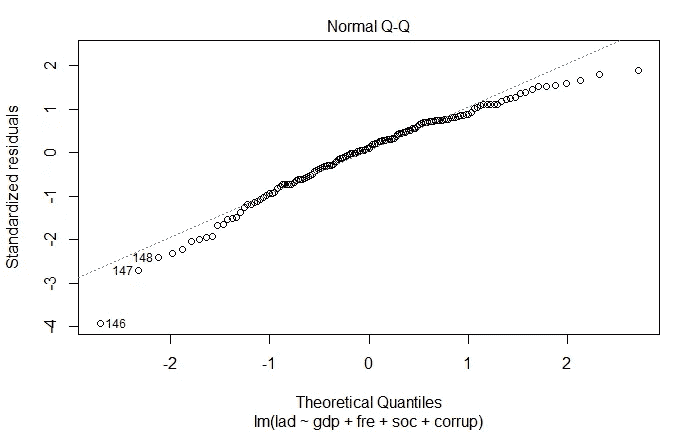 Normal Q-Q
Standardized residuals
2
1
0
-1
-2
-3
-4
148
147
146
-2 -1 0 1 2
Theoretical Quantiles
lm(lad ~ gdp + fre + soc + corrup)